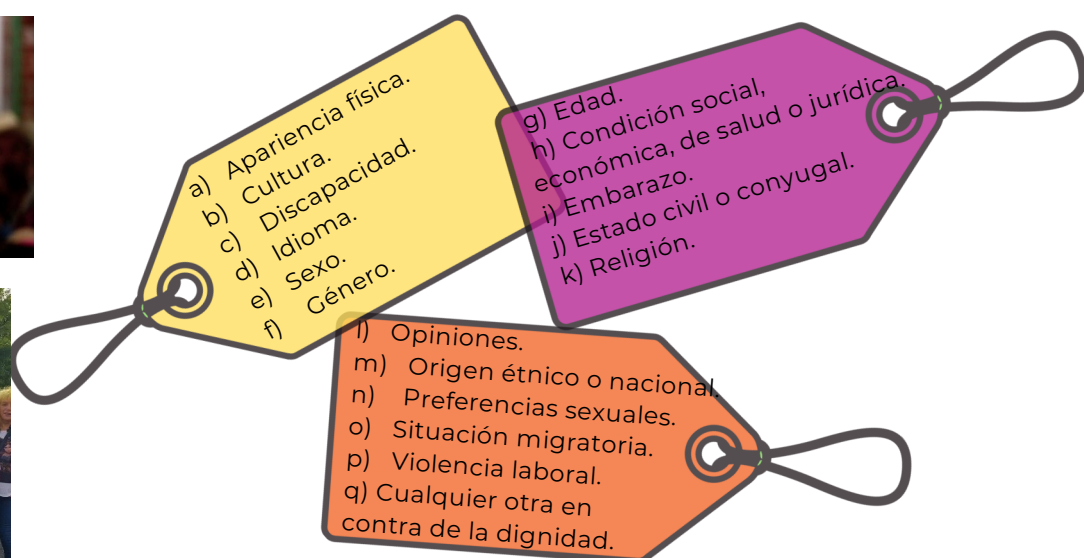 a) Apariencia física.
b) Cultura.
c) Discapacidad.
d) Idioma.
e) Sexo.
f) Género.
g) Edad.
h) Condición social,
económica, de salud o jurídica.
i) Embarazo.
j) Estado civil o conyugal.
k) Religión.
l) Opiniones.
m) Origen étnico o nacional.
n) Preferencias sexuales.
o) Situación migratoria.
p) Violencia laboral.
q) Cualquier otra en
contra de la dignidad.